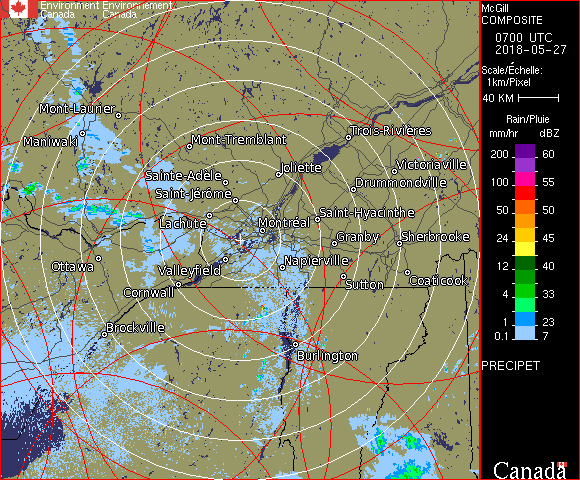 Environment Environnement
Canada Canada
Mont-Laurier
Maniwaki
Mont-Tremblant
Trois-Rivières
Joliette
Victoriaville
Sainte-Adèle
Drummondville
Saint-Jérôme
Saint-Hyacinthe
Lachute
Montréal
Granby
Sherbrooke
Ottawa
Valleyfield
Napierville
Sutton
Coaticook
Cornwall
Brockville
Burlington
McGill
COMPOSITE
0700 UTC
2018-05-27
Scale/Échelle:
1km/Pixel
40 KM
Rain/Pluie
mm/hr dBZ
200 60
100 55
50 50
24 45
12 40
4 33
1 23
0.1 7
PRECIPET
Canada